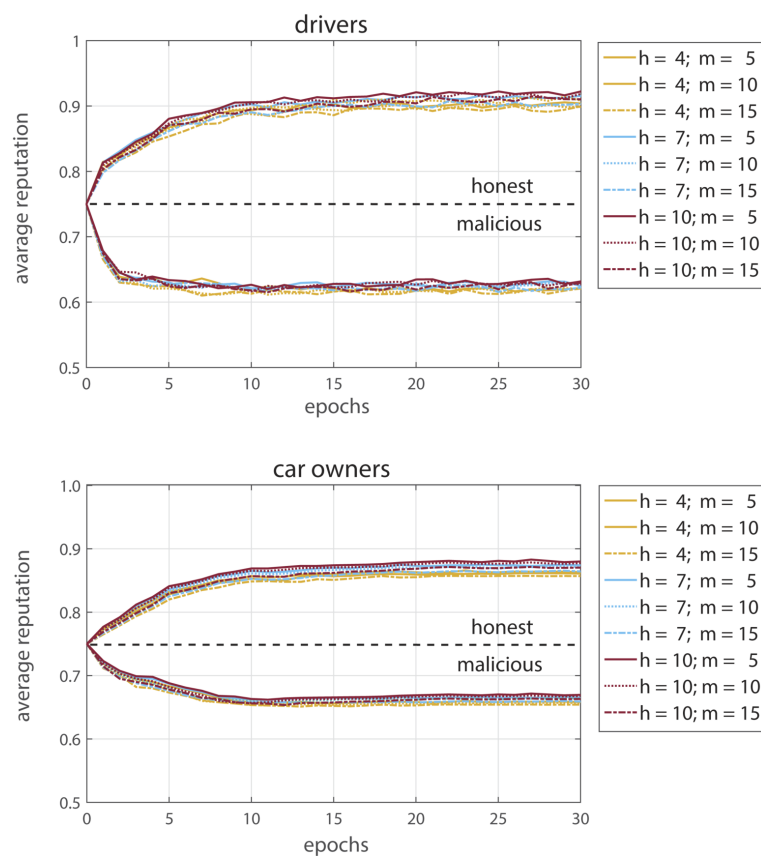 drivers
1
0.9
0.8
0.7
0.6
0.5
0
5
10
15
20
25
30
avarage reputation
epochs
honest
malicious
h = 4; m = 5
h = 4; m = 10
h = 4; m = 15
h = 7; m = 5
h = 7; m = 10
h = 7; m = 15
h = 10; m = 5
h = 10; m = 10
h = 10; m = 15
car owners
1.0
0.9
0.8
0.7
0.6
0.5
0
5
10
15
20
25
30
average reputation
epochs
honest
malicious
h = 4; m = 5
h = 4; m = 10
h = 4; m = 15
h = 7; m = 5
h = 7; m = 10
h = 7; m = 15
h = 10; m = 5
h = 10; m = 10
h = 10; m = 15